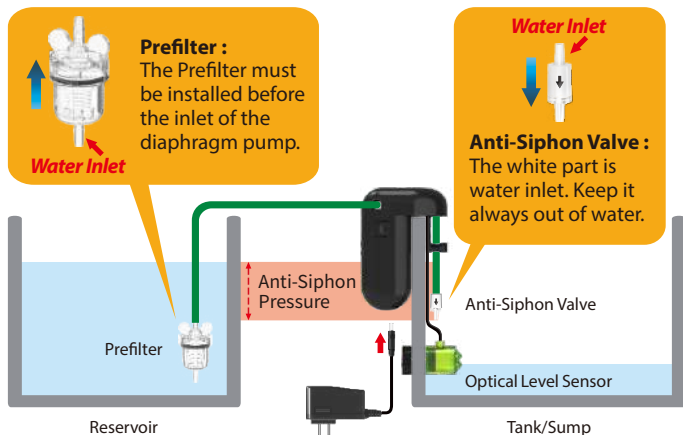 Prefilter :
The Prefilter must
be installed before
the inlet of the
diaphragm pump.
Water Inlet
Water Inlet
Anti-Siphon Valve :
The white part is
water inlet. Keep it
always out of water.
Anti-Siphon
Pressure
Anti-Siphon Valve
Prefilter
Optical Level Sensor
Reservoir
Tank/Sump